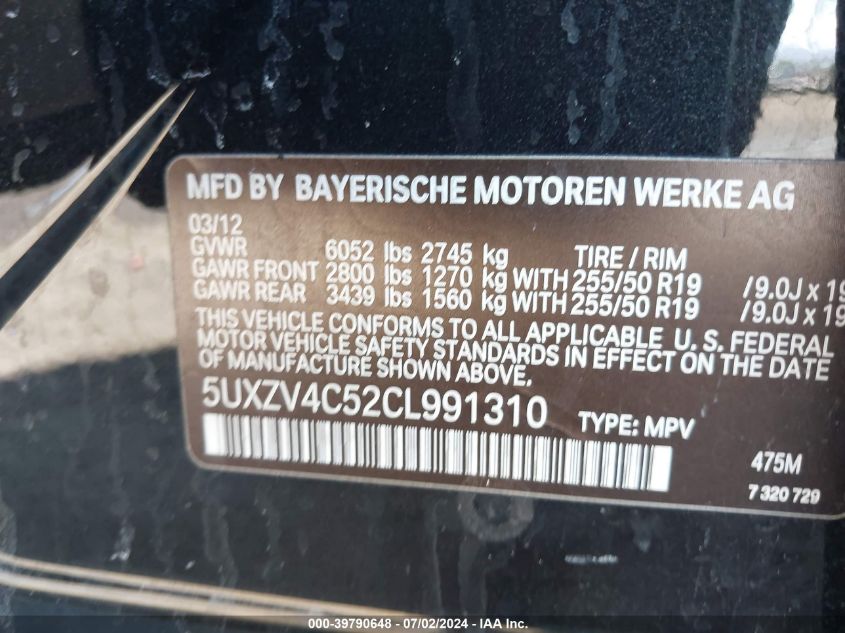 MFD BY BAYERISCHE MOTOREN WERKE AG
03/12
GVWR 6052 lbs 2745 kg TIRE / RIM
GAWR FRONT 2800 lbs 1270 kg WITH 255/50 R19 /9.0J x 19
GAWR REAR 3439 lbs 1560 kg WITH 255/50 R19 /9.0J x 19
THIS VEHICLE CONFORMS TO ALL APPLICABLE U. S. FEDERAL
MOTOR VEHICLE SAFETY STANDARDS IN EFFECT ON THE DATE
OF MANUFACTURE SHOWN ABOVE.
5UXZV4C52CL991310 TYPE: MPV
475M
7 320 729
000-39790648 - 07/02/2024 - IAA Inc.